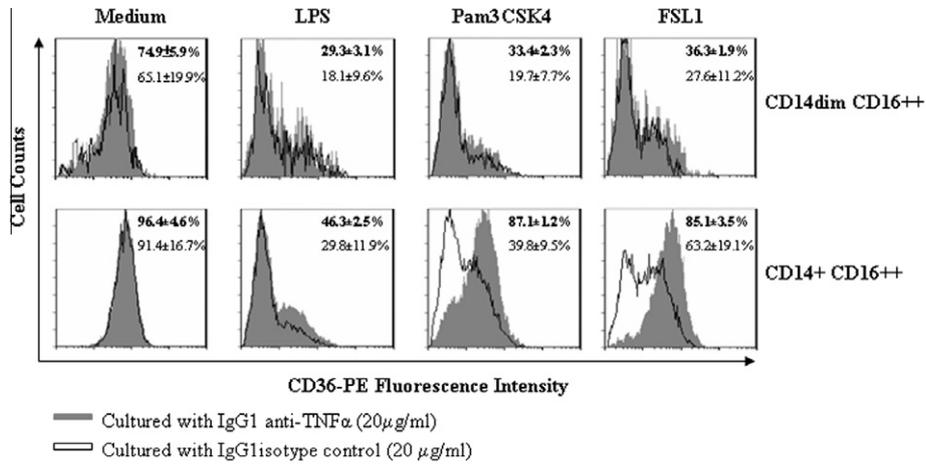 Medium LPS Pam3CSK4 FSL1
74.9±5.9% 29.3±3.1% 33.4±2.3% 36.3±1.9%
65.1±19.9% 18.1±9.6% 19.7±7.7% 27.6±11.2%
CD14dim CD16++
Cell Counts
96.4±4.6% 46.3±2.5% 87.1±1.2% 85.1±3.5%
91.4±16.7% 29.8±11.9% 39.8±9.5% 63.2±19.1%
CD14+ CD16++
CD36-PE Fluorescence Intensity
Cultured with IgG1 anti-TNFα (20µg/ml)
Cultured with IgG1isotype control (20 µg/ml)